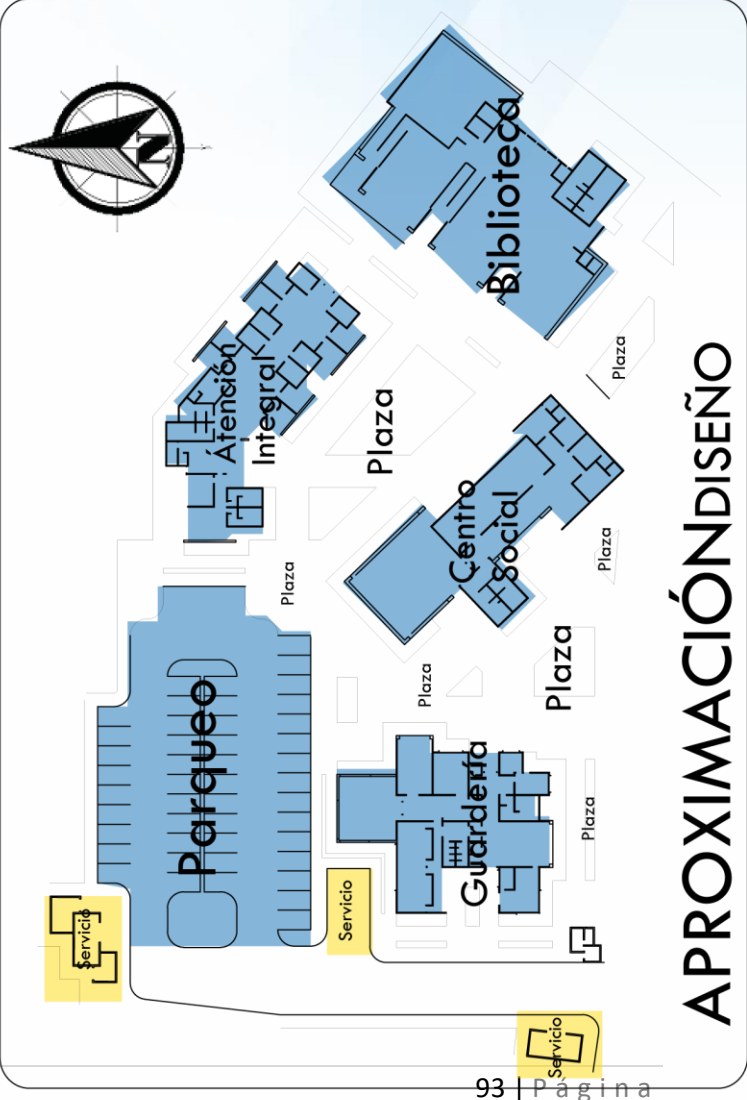 N
Biblioteca
Atención
Integral
Plaza
Plaza
Centro
Social
Plaza
Plaza
Plaza
Plaza
Parqueo
Guardería
Plaza
Servicio
Servicio
Servicio
APROXIMACIÓNDISEÑO
93 | Página